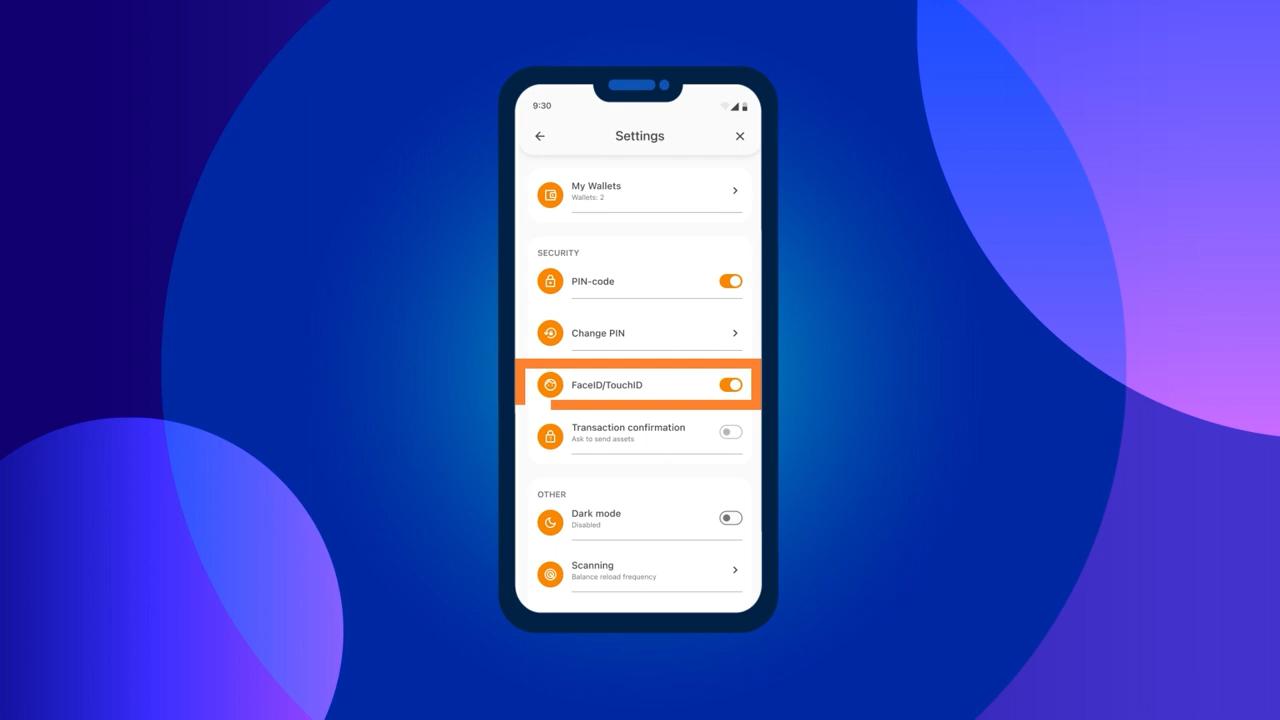 9:30
Settings
My Wallets
Wallets: 2
SECURITY
PIN-code
Change PIN
FaceID/TouchID
Transaction confirmation
Ask to send assets
OTHER
Dark mode
Disabled
Scanning
Balance reload frequency